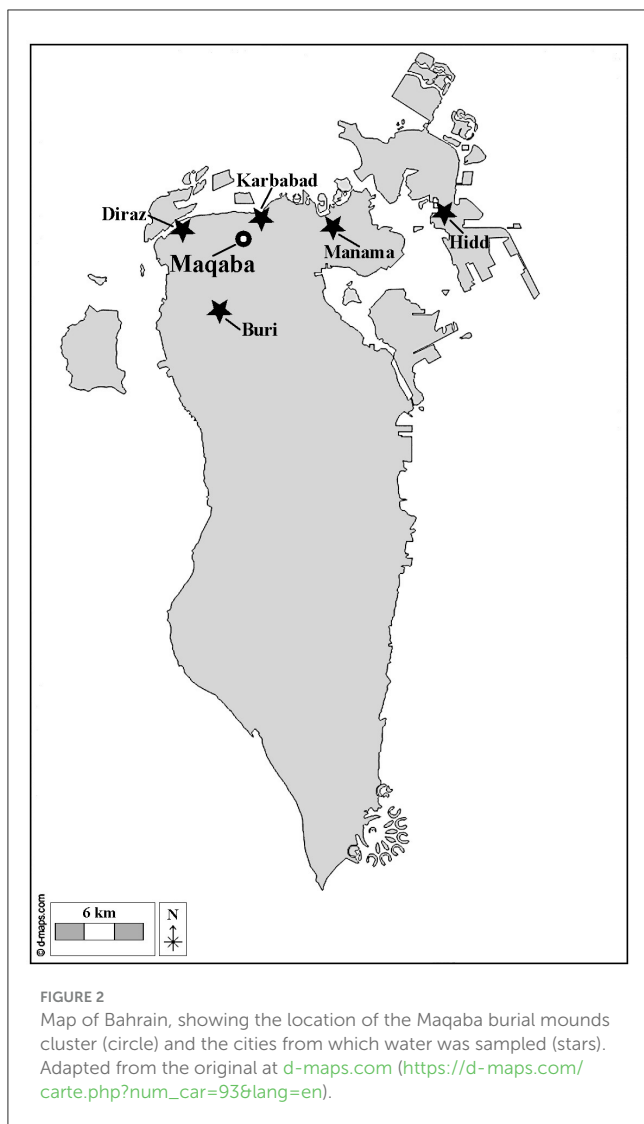 Karbabad
Diraz
Manama
Hidd
Maqaba
Buri
6 km
N
© d-maps.com
FIGURE 2
Map of Bahrain, showing the location of the Maqaba burial mounds
cluster (circle) and the cities from which water was sampled (stars).
Adapted from the original at d-maps.com (https://d-maps.com/
carte.php?num_car=93&lang=en).